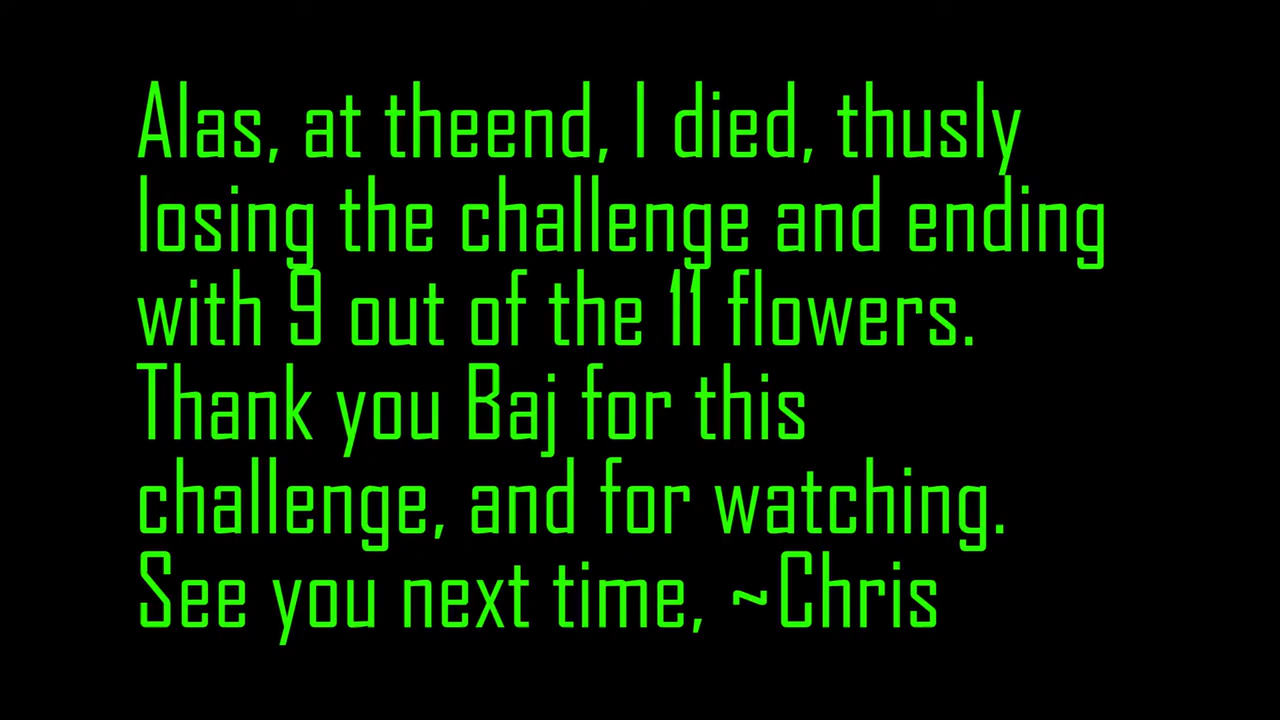 Alas, at theend, I died, thusly
losing the challenge and ending
with 9 out of the 11 flowers.
Thank you Baj for this
challenge, and for watching.
See you next time, ~Chris